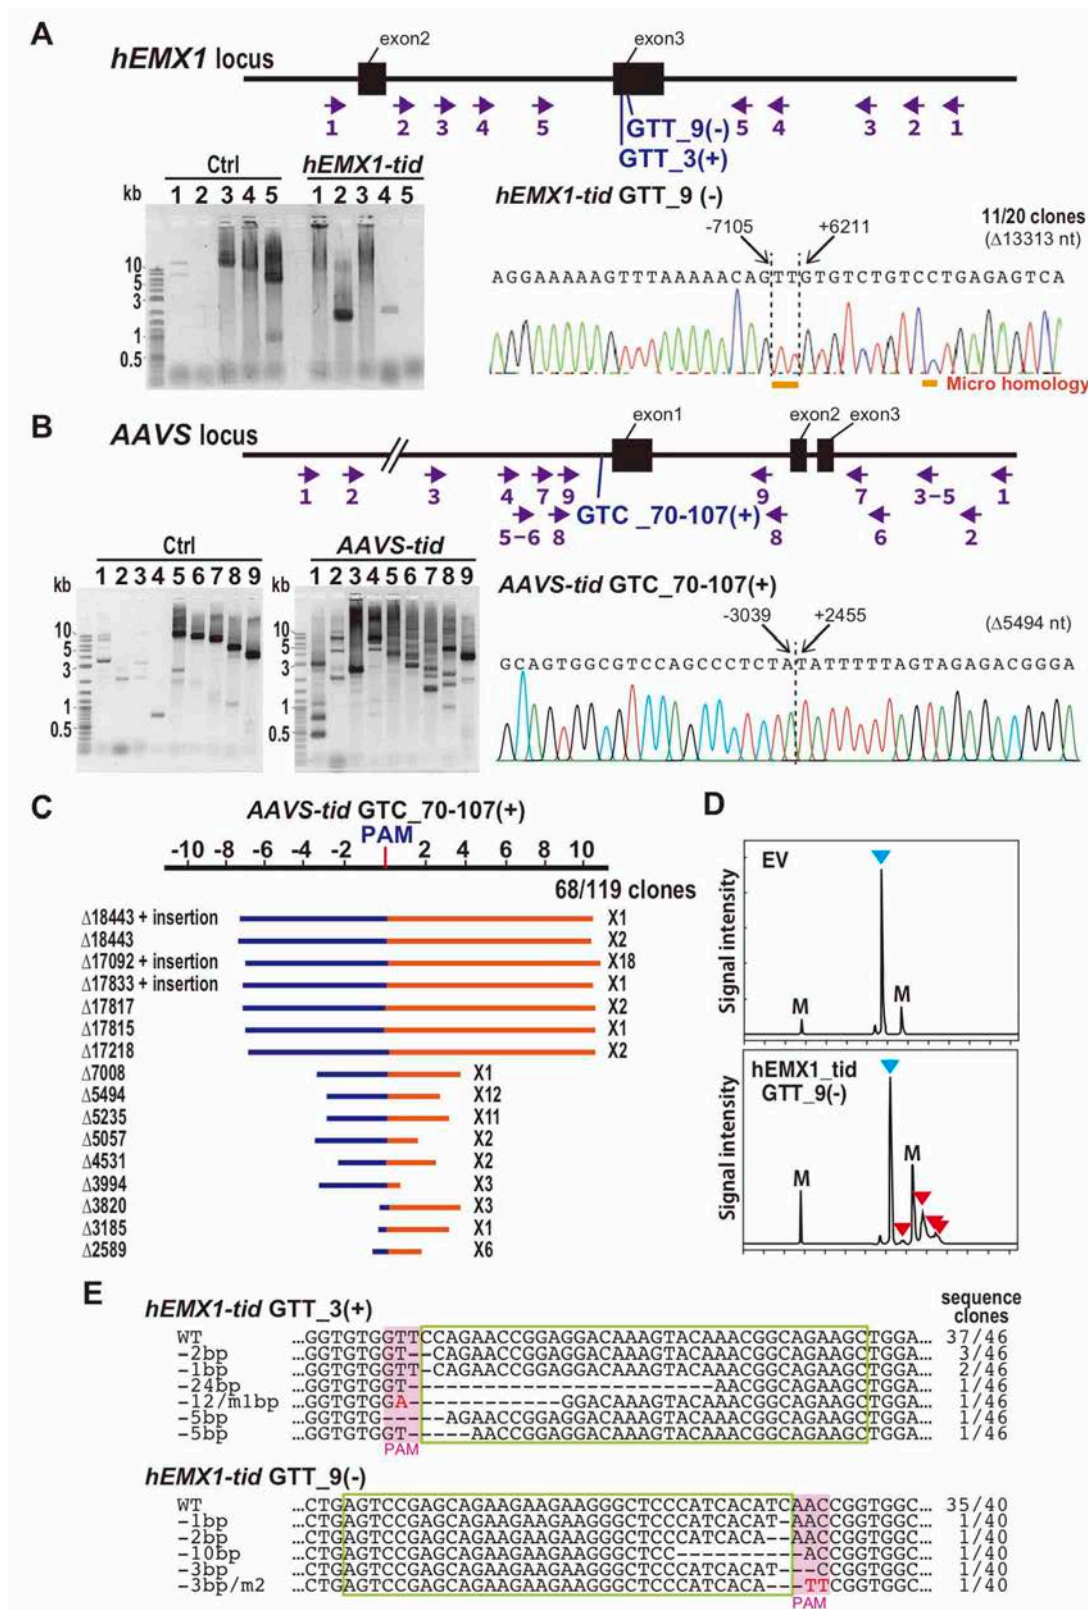 A
hEMX1 locus
exon2
exon3
1 2 3 4 5 5 4 3 2 1
GTT_9(-)
GTT_3(+)
Ctrl hEMX1-tid
kb 1 2 3 4 5 1 2 3 4 5
10
5
3
1
0.5
hEMX1-tid GTT_9 (-)
11/20 clones
(Δ13313 nt)
-7105 +6211
AGGAAAAAGTTTAAAAACAGTTGTGTCTGTCCTGAGAGTCA
Micro homology
B
AAVS locus
exon1
exon2
exon3
1 2 3 4 7 9 9 7 3-5 1
5-6 8 GTC_70-107(+) 8 6 2
Ctrl AAVS-tid
kb 1 2 3 4 5 6 7 8 9 kb 1 2 3 4 5 6 7 8 9
10 10
5 5
3 3
1 1
0.5 0.5
AAVS-tid GTC_70-107(+)
-3039 +2455
(Δ5494 nt)
GCAGTGGCGTCCAGCCCTCTATATTTTTAGTAGAGACGGGA
C
AAVS-tid GTC_70-107(+)
PAM
-10 -8 -6 -4 -2 2 4 6 8 10
68/119 clones
Δ18443 + insertion X1
Δ18443 X2
Δ17092 + insertion X18
Δ17833 + insertion X1
Δ17817 X2
Δ17815 X1
Δ17218 X2
Δ7008 X1
Δ5494 X12
Δ5235 X11
Δ5057 X2
Δ4531 X2
Δ3994 X3
Δ3820 X3
Δ3185 X1
Δ2589 X6
D
EV
Signal intensity
M M
hEMX1_tid
GTT_9(-)
Signal intensity
M M
E
hEMX1-tid GTT_3(+)
sequence
clones
WT …GGTGTGGTTCCAGAACCGGAGGACAAAGTACAAACGGCAGAAGCTGGA… 37/46
-2bp …GGTGTGGT--CAGAACCGGAGGACAAAGTACAAACGGCAGAAGCTGGA… 3/46
-1bp …GGTGTGGTT-CAGAACCGGAGGACAAAGTACAAACGGCAGAAGCTGGA… 2/46
-24bp …GGTGTGGT------------------------AACGGCAGAAGCTGGA… 1/46
-12/m1bp …GGTGTGGA------------GGACAAAGTACAAACGGCAGAAGCTGGA… 1/46
-5bp …GGTGTG-----AGAACCGGAGGACAAAGTACAAACGGCAGAAGCTGGA… 1/46
-5bp …GGTGTGGT-----AACCGGAGGACAAAGTACAAACGGCAGAAGCTGGA… 1/46
PAM
hEMX1-tid GTT_9(-)
WT …CTGAGTCCGAGCAGAAGAAGAAGGGCTCCCATCACATCAACCGGTGGC… 35/40
-1bp …CTGAGTCCGAGCAGAAGAAGAAGGGCTCCCATCACAT-AACCGGTGGC… 1/40
-2bp …CTGAGTCCGAGCAGAAGAAGAAGGGCTCCCATCACA--AACCGGTGGC… 1/40
-10bp …CTGAGTCCGAGCAGAAGAAGAAGGGCTCC----------ACCGGTGGC… 1/40
-3bp …CTGAGTCCGAGCAGAAGAAGAAGGGCTCCCATCACAT---CCGGTGGC… 1/40
-3bp/m2 …CTGAGTCCGAGCAGAAGAAGAAGGGCTCCCATCACA---TTCGGTGGC… 1/40
PAM